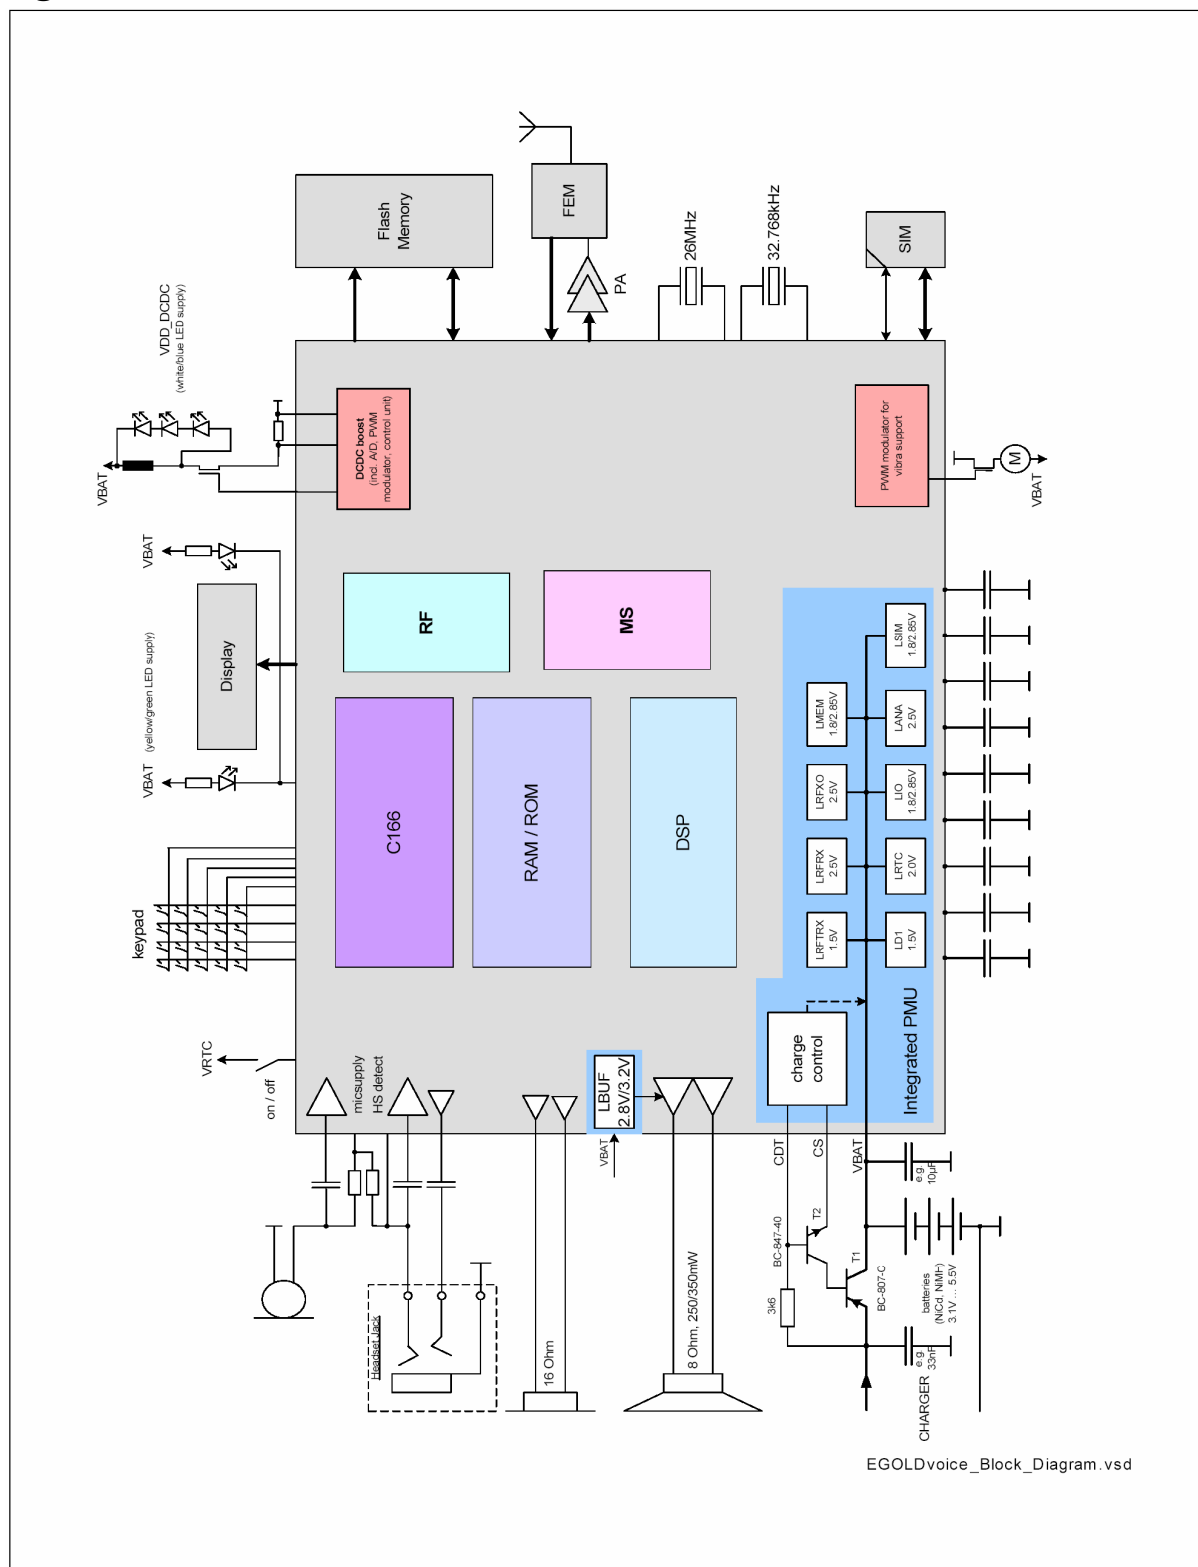 Flash
Memory
FEM
PA
26MHz
32.768kHz
SIM
VDD_DCDC
(white/blue LED supply)
VBAT
DCDC boost
(incl. A/D, PWM
modulator, control unit)
PWM modulator for
vibra support
M
VBAT
VBAT
Display
(yellow/green LED supply)
VBAT
RF
MS
C166
RAM / ROM
DSP
LSIM
1.8/2.85V
LMEM
1.8/2.85V
LANA
2.5V
LRFXO
2.5V
LIO
1.8/2.85V
LRFRX
2.5V
LRTC
2.0V
LRFTRX
1.5V
LD1
1.5V
Integrated PMU
charge
control
keypad
VRTC
on / off
micsupply
HS detect
LBUF
2.8V/3.2V
VBAT
CDT
CS
VBAT
e.g.
10µF
T2
BC-847-40
T1
BC-807-C
3k6
batteries
(NiCd, NiMH)
3.1V ... 5.5V
e.g.
33nF
CHARGER
Headset Jack
16 Ohm
8 Ohm, 250/350mW
EGOLDvoice_Block_Diagram.vsd